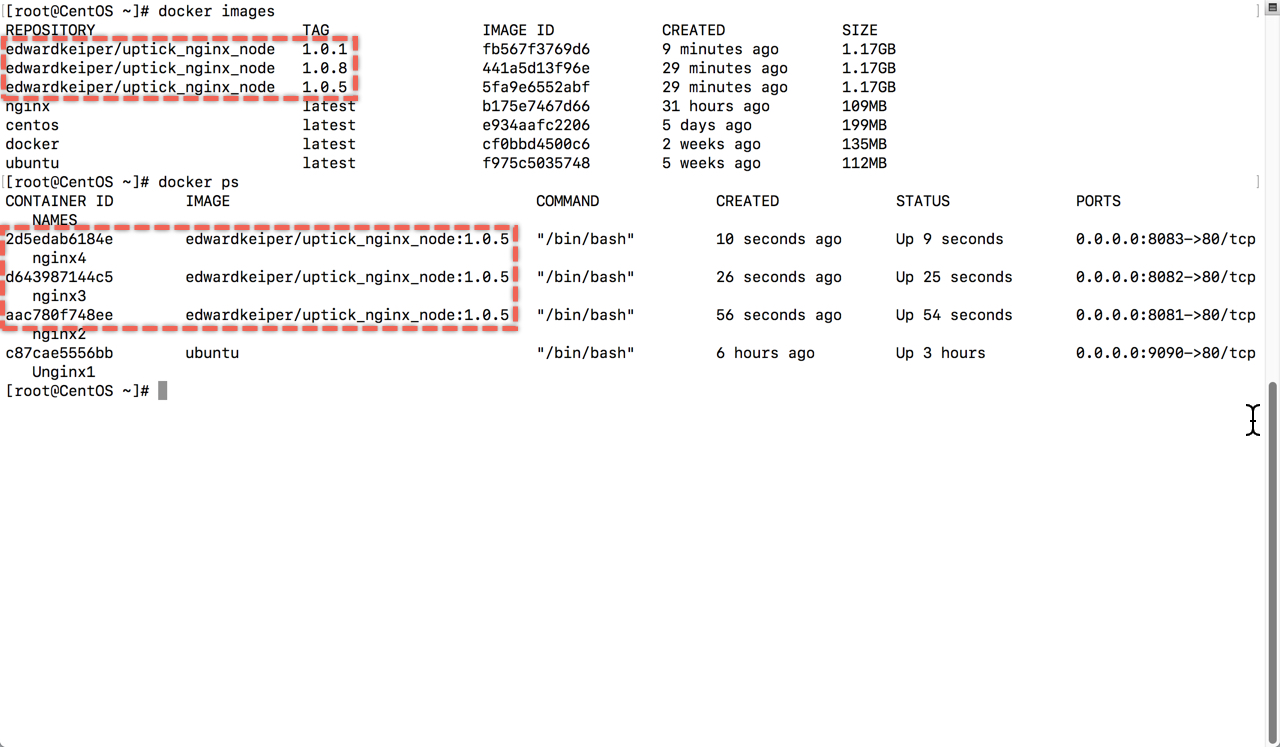 [root@CentOS ~]# docker images
REPOSITORY TAG IMAGE ID CREATED SIZE
edwardkeiper/uptick_nginx_node 1.0.1 fb567f3769d6 9 minutes ago 1.17GB
edwardkeiper/uptick_nginx_node 1.0.8 441a5d13f96e 29 minutes ago 1.17GB
edwardkeiper/uptick_nginx_node 1.0.5 5fa9e6552abf 29 minutes ago 1.17GB
nginx latest b175e7467d66 31 hours ago 109MB
centos latest e934aafc2206 5 days ago 199MB
docker latest cf0bbd4500c6 2 weeks ago 135MB
ubuntu latest f975c5035748 5 weeks ago 112MB
[root@CentOS ~]# docker ps
CONTAINER ID IMAGE COMMAND CREATED STATUS PORTS
NAMES
2d5edab6184e edwardkeiper/uptick_nginx_node:1.0.5 "/bin/bash" 10 seconds ago Up 9 seconds 0.0.0.0:8083->80/tcp
nginx4
d643987144c5 edwardkeiper/uptick_nginx_node:1.0.5 "/bin/bash" 26 seconds ago Up 25 seconds 0.0.0.0:8082->80/tcp
nginx3
aac780f748ee edwardkeiper/uptick_nginx_node:1.0.5 "/bin/bash" 56 seconds ago Up 54 seconds 0.0.0.0:8081->80/tcp
nginx2
c87cae5556bb ubuntu "/bin/bash" 6 hours ago Up 3 hours 0.0.0.0:9090->80/tcp
Unginx1
[root@CentOS ~]#